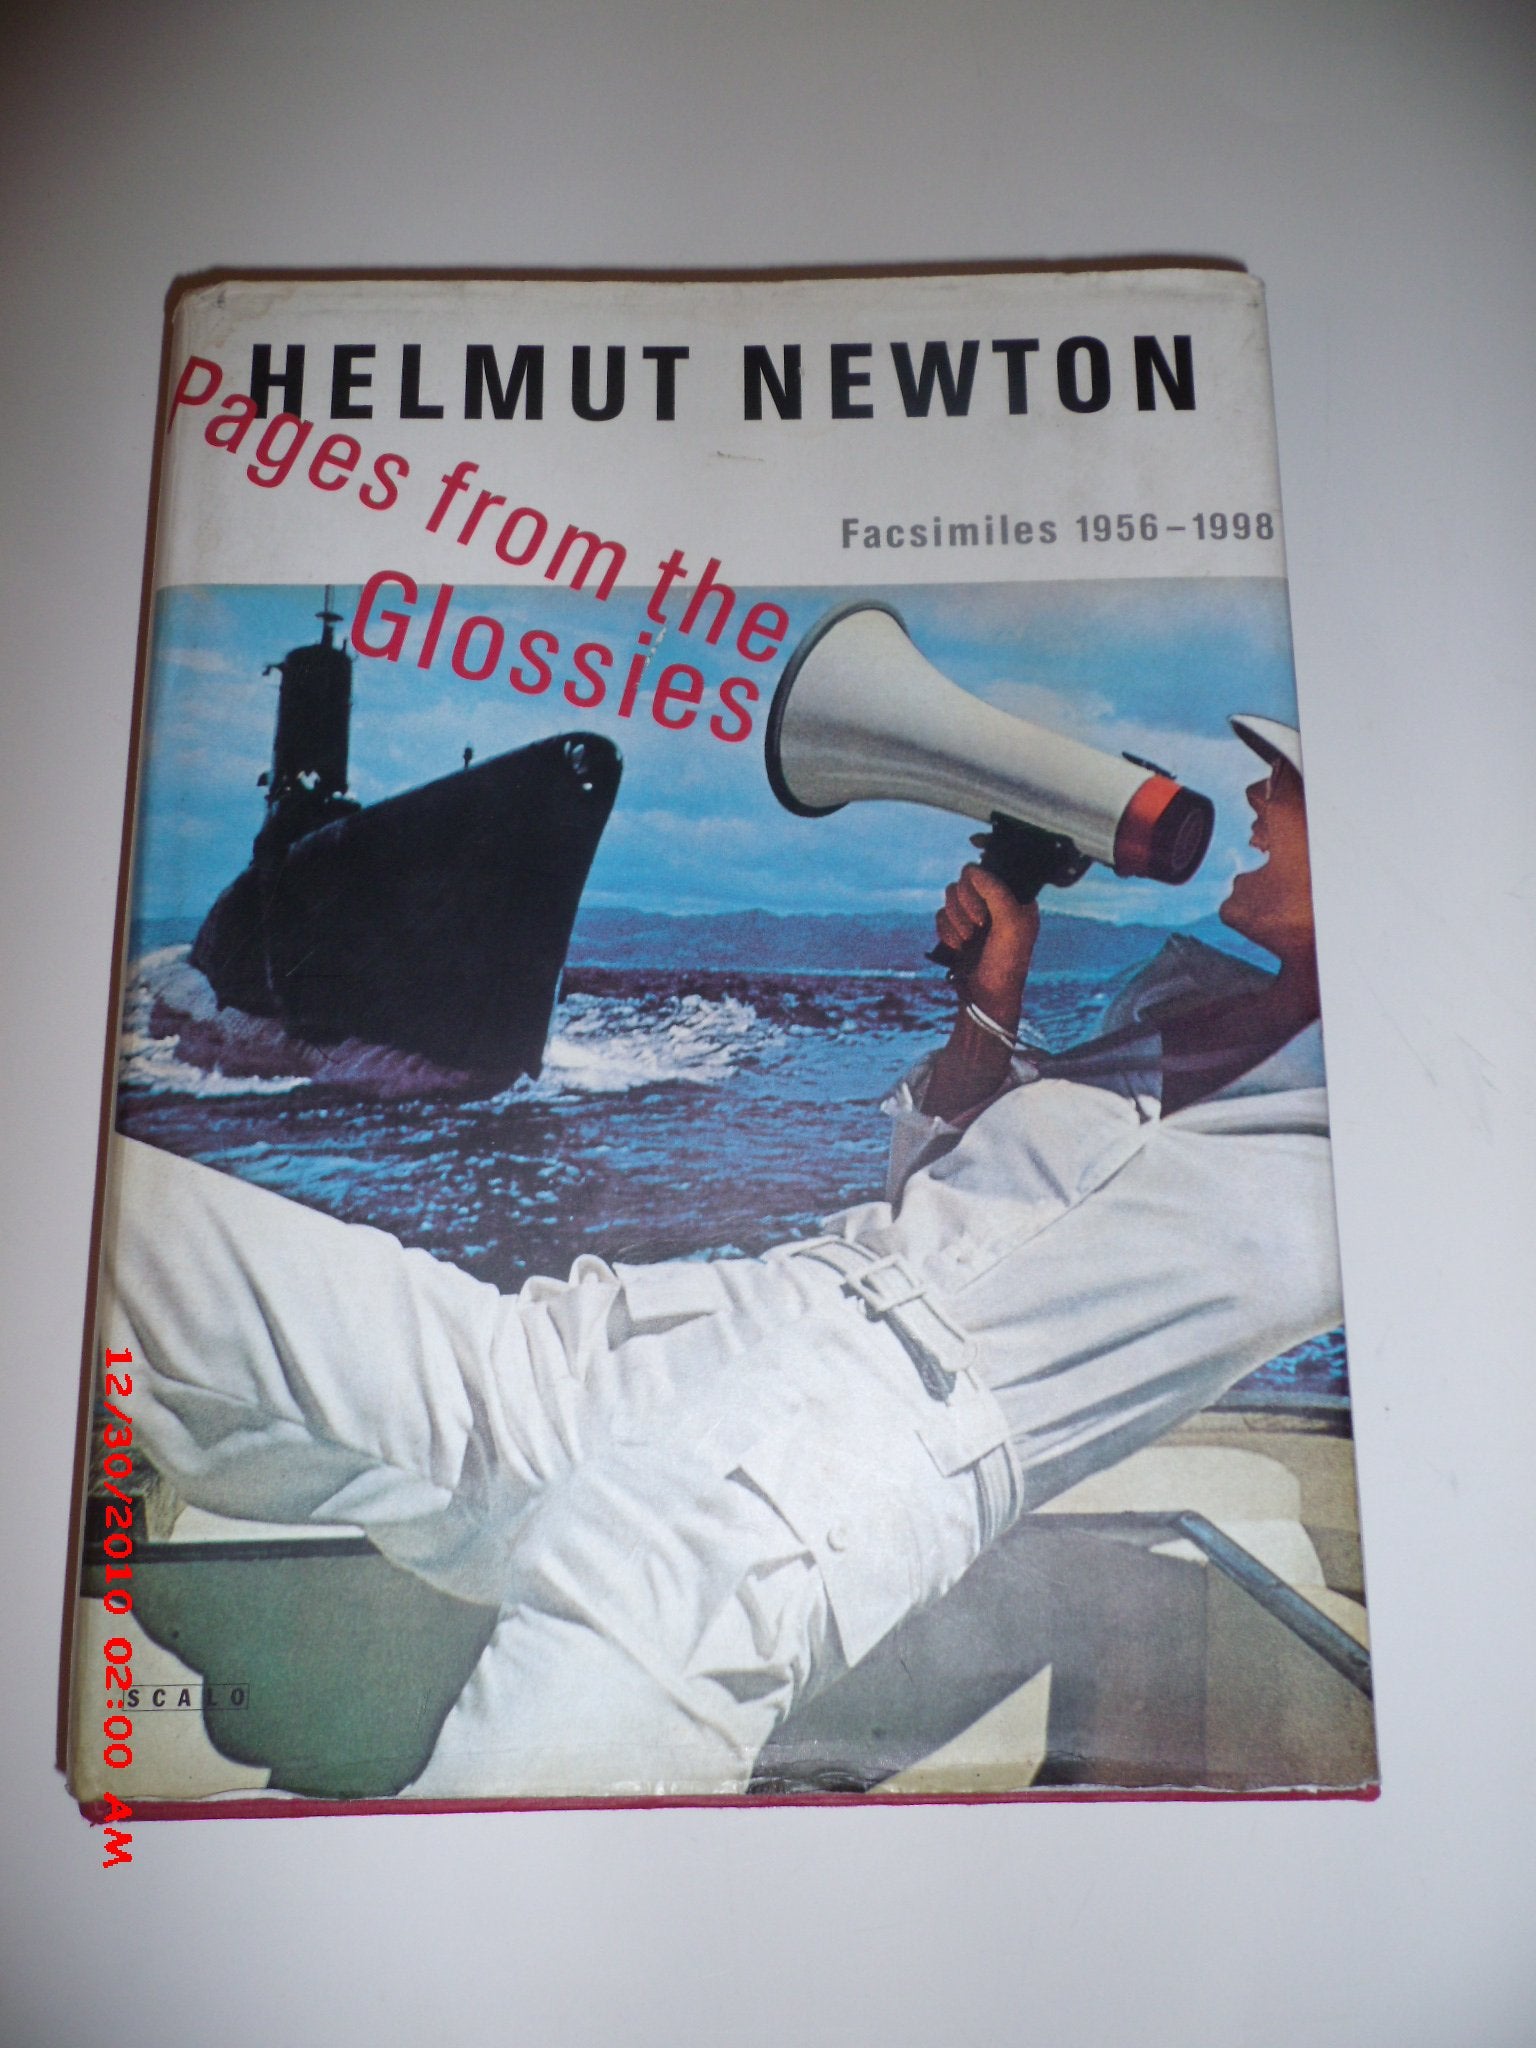 HELMUT NEWTON
Pages from the
Glossies
Facsimiles 1956–1998
SCALO
12/30/2010 02:00 AM